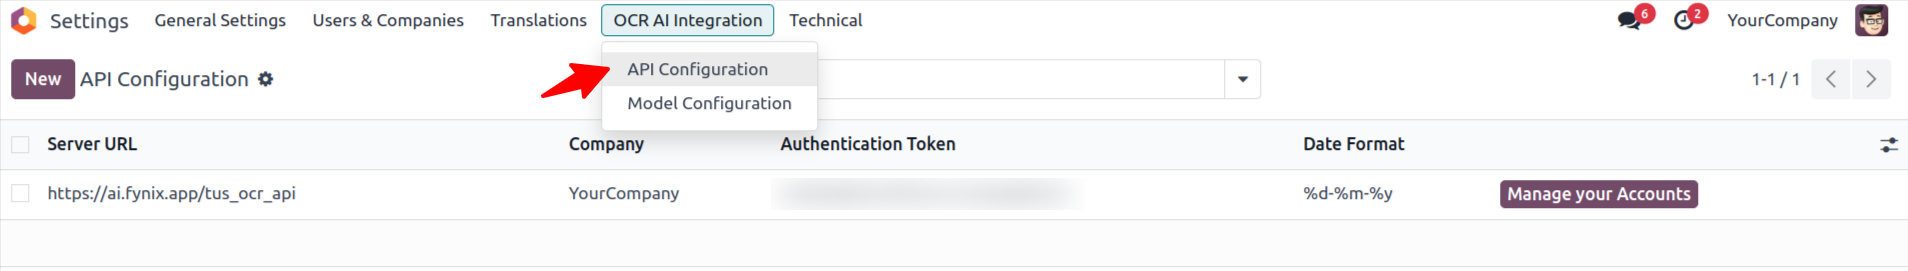 Settings General Settings Users & Companies Translations OCR AI Integration Technical 6 2 YourCompany
New API Configuration 1-1 / 1
API Configuration
Model Configuration
Server URL Company Authentication Token Date Format
https://ai.fynix.app/tus_ocr_api YourCompany %d-%m-%y Manage your Accounts